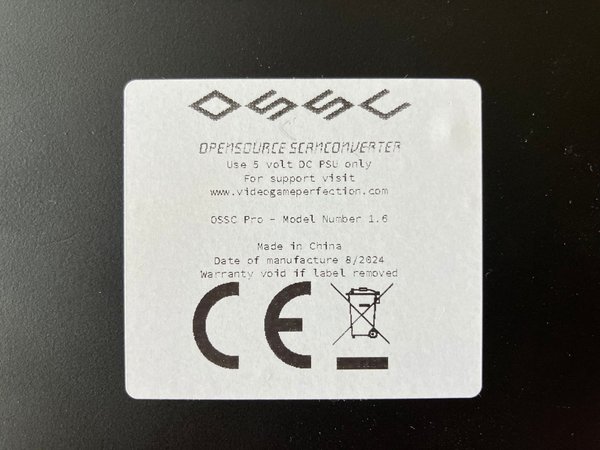 OSSC
OPENSOURCE SCANCONVERTER
Use 5 volt DC PSU only
For support visit
www.videogameperfection.com
OSSC Pro - Model Number 1.6
Made in China
Date of manufacture 8/2024
Warranty void if label removed
CE